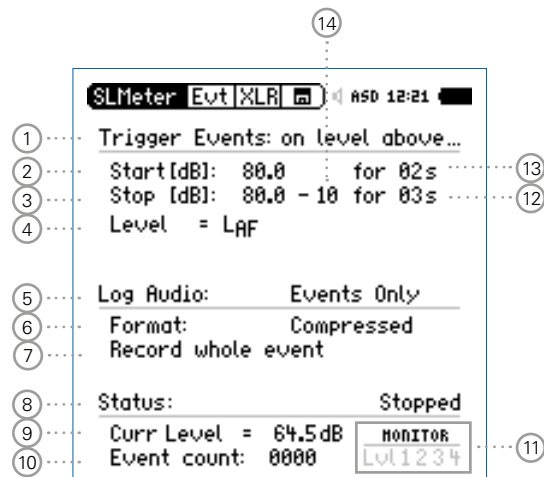 14
SLMeter Evt XLR ASD 12:21
1 Trigger Events: on level above...
2 Start[dB]: 80.0 for 02s 13
3 Stop [dB]: 80.0 - 10 for 03s 12
4 Level = LAF
5 Log Audio: Events Only
6 Format: Compressed
7 Record whole event
8 Status: Stopped
9 Curr Level = 64.5dB MONITOR
10 Event count: 0000 Lvl1234 11